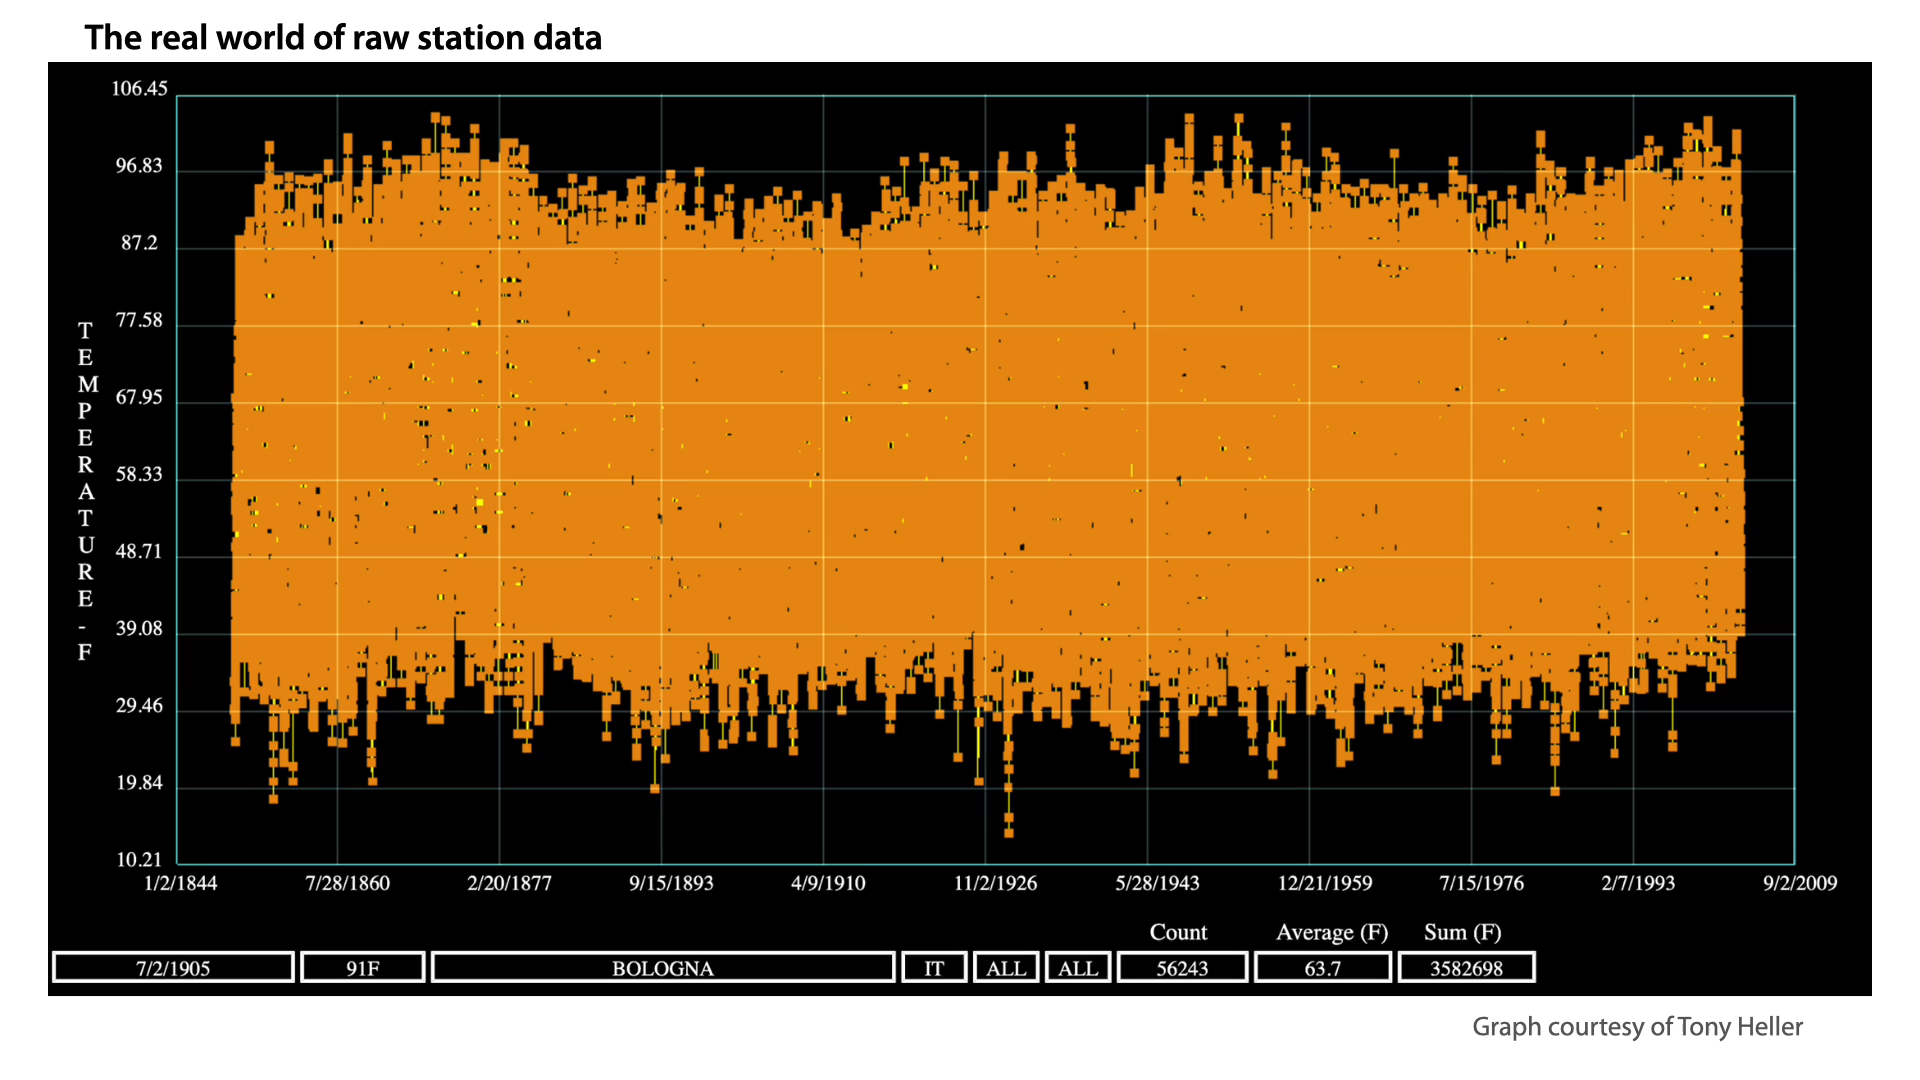 The real world of raw station data
106.45
96.83
87.2
77.58
67.95
58.33
48.71
39.08
29.46
19.84
10.21
TEMPERATURE-F
1/2/1844 7/28/1860 2/20/1877 9/15/1893 4/9/1910 11/2/1926 5/28/1943 12/21/1959 7/15/1976 2/7/1993 9/2/2009
Count Average (F) Sum (F)
7/2/1905 91F BOLOGNA IT ALL ALL 56243 63.7 3582698
Graph courtesy of Tony Heller